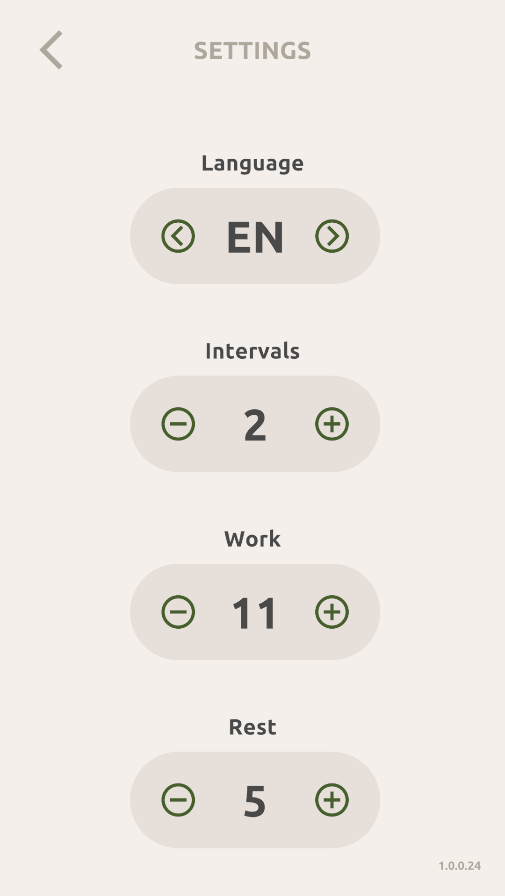 SETTINGS
Language
EN
Intervals
2
Work
11
Rest
5
1.0.0.24